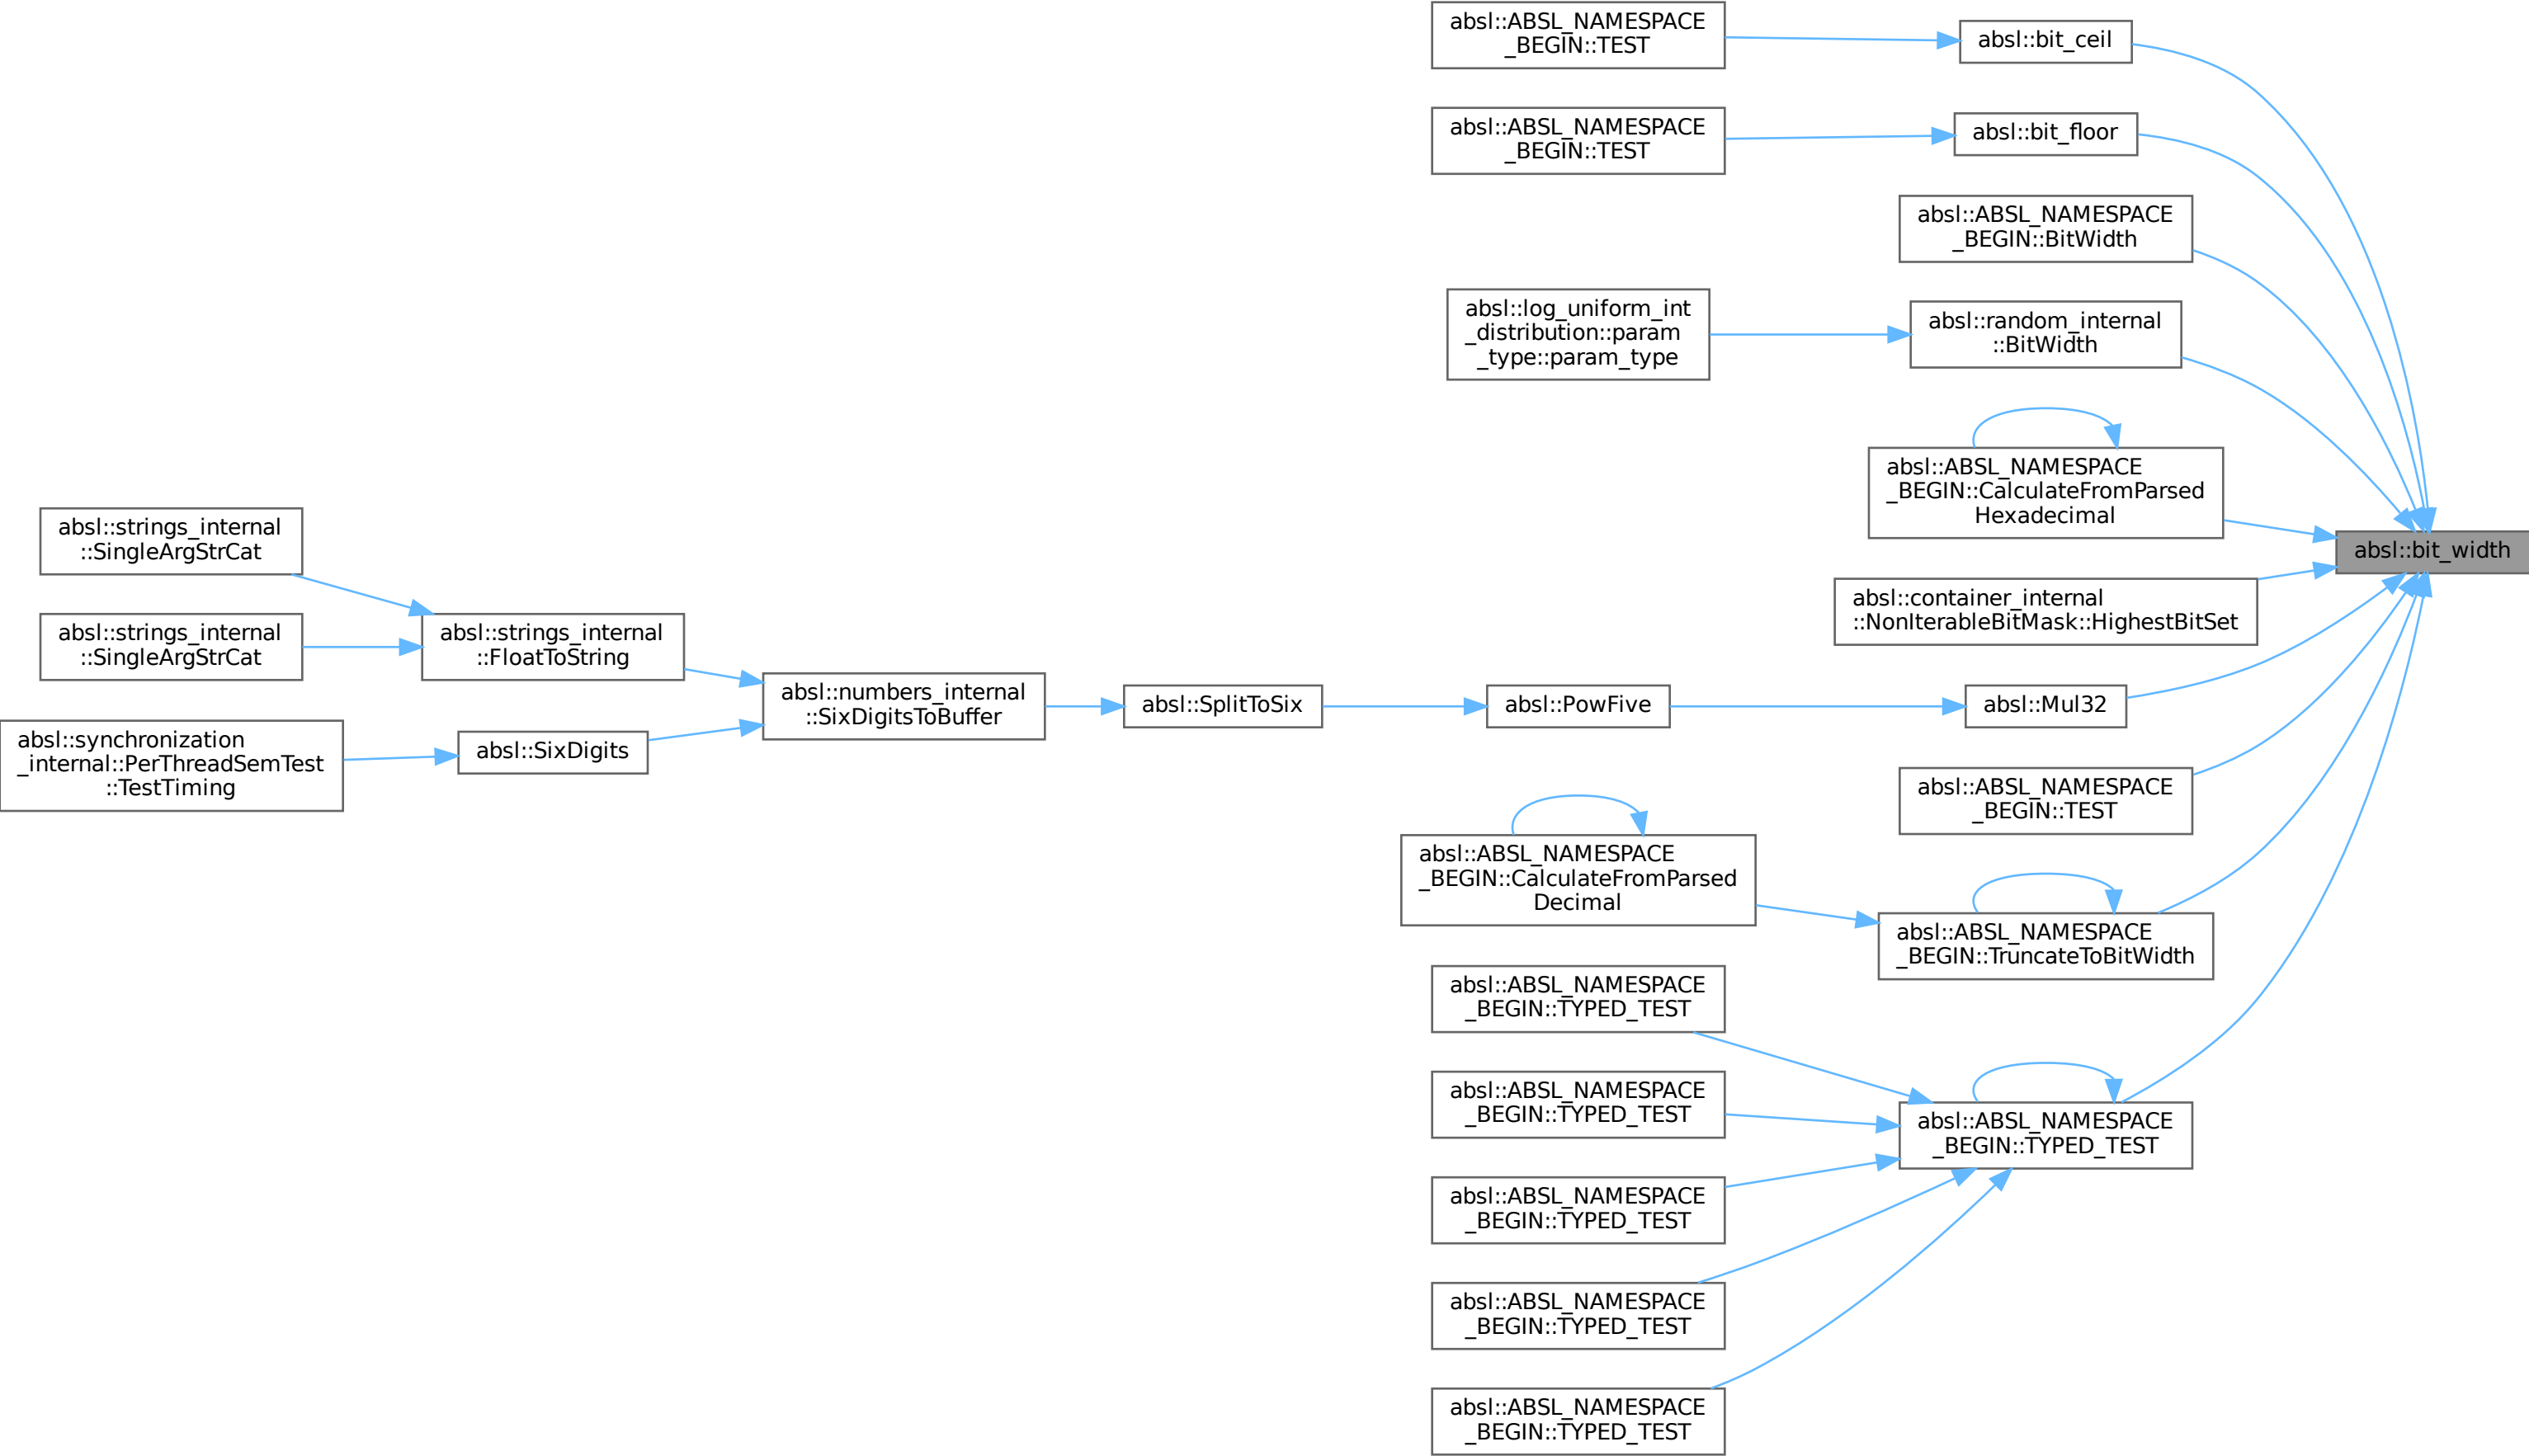 absl::ABSL_NAMESPACE
_BEGIN::TEST
absl::bit_ceil
absl::ABSL_NAMESPACE
_BEGIN::TEST
absl::bit_floor
absl::ABSL_NAMESPACE
_BEGIN::BitWidth
absl::log_uniform_int
_distribution::param
_type::param_type
absl::random_internal
::BitWidth
absl::ABSL_NAMESPACE
_BEGIN::CalculateFromParsed
Hexadecimal
absl::strings_internal
::SingleArgStrCat
absl::bit_width
absl::container_internal
::NonIterableBitMask::HighestBitSet
absl::strings_internal
::SingleArgStrCat
absl::strings_internal
::FloatToString
absl::numbers_internal
::SixDigitsToBuffer
absl::SplitToSix
absl::PowFive
absl::Mul32
absl::synchronization
_internal::PerThreadSemTest
::TestTiming
absl::SixDigits
absl::ABSL_NAMESPACE
_BEGIN::TEST
absl::ABSL_NAMESPACE
_BEGIN::CalculateFromParsed
Decimal
absl::ABSL_NAMESPACE
_BEGIN::TruncateToBitWidth
absl::ABSL_NAMESPACE
_BEGIN::TYPED_TEST
absl::ABSL_NAMESPACE
_BEGIN::TYPED_TEST
absl::ABSL_NAMESPACE
_BEGIN::TYPED_TEST
absl::ABSL_NAMESPACE
_BEGIN::TYPED_TEST
absl::ABSL_NAMESPACE
_BEGIN::TYPED_TEST
absl::ABSL_NAMESPACE
_BEGIN::TYPED_TEST